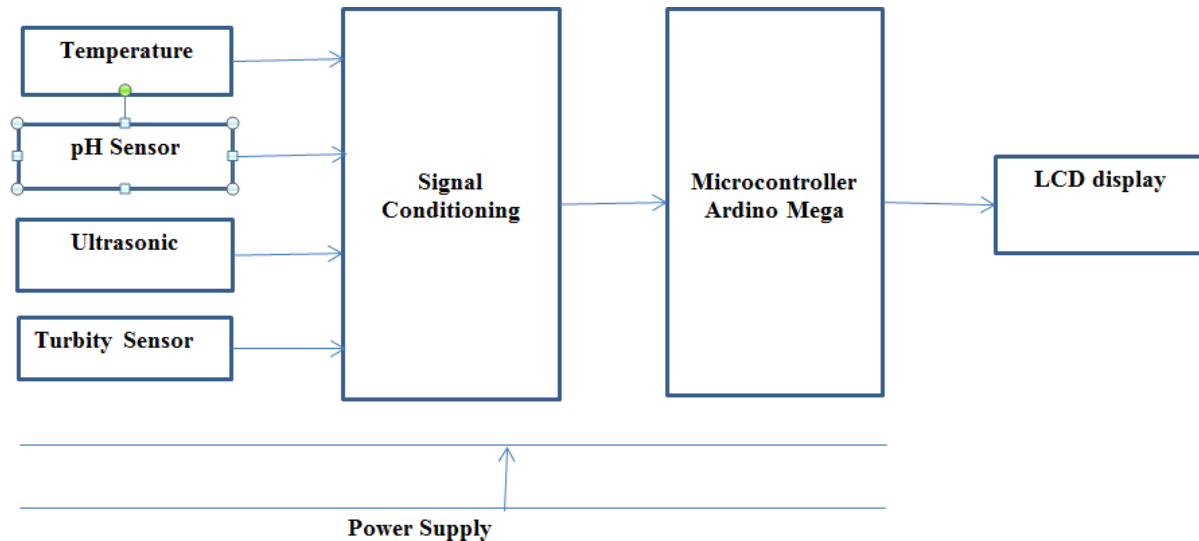 Temperature
pH Sensor
Ultrasonic
Turbity Sensor
Signal
Conditioning
Microcontroller
Ardino Mega
LCD display
Power Supply